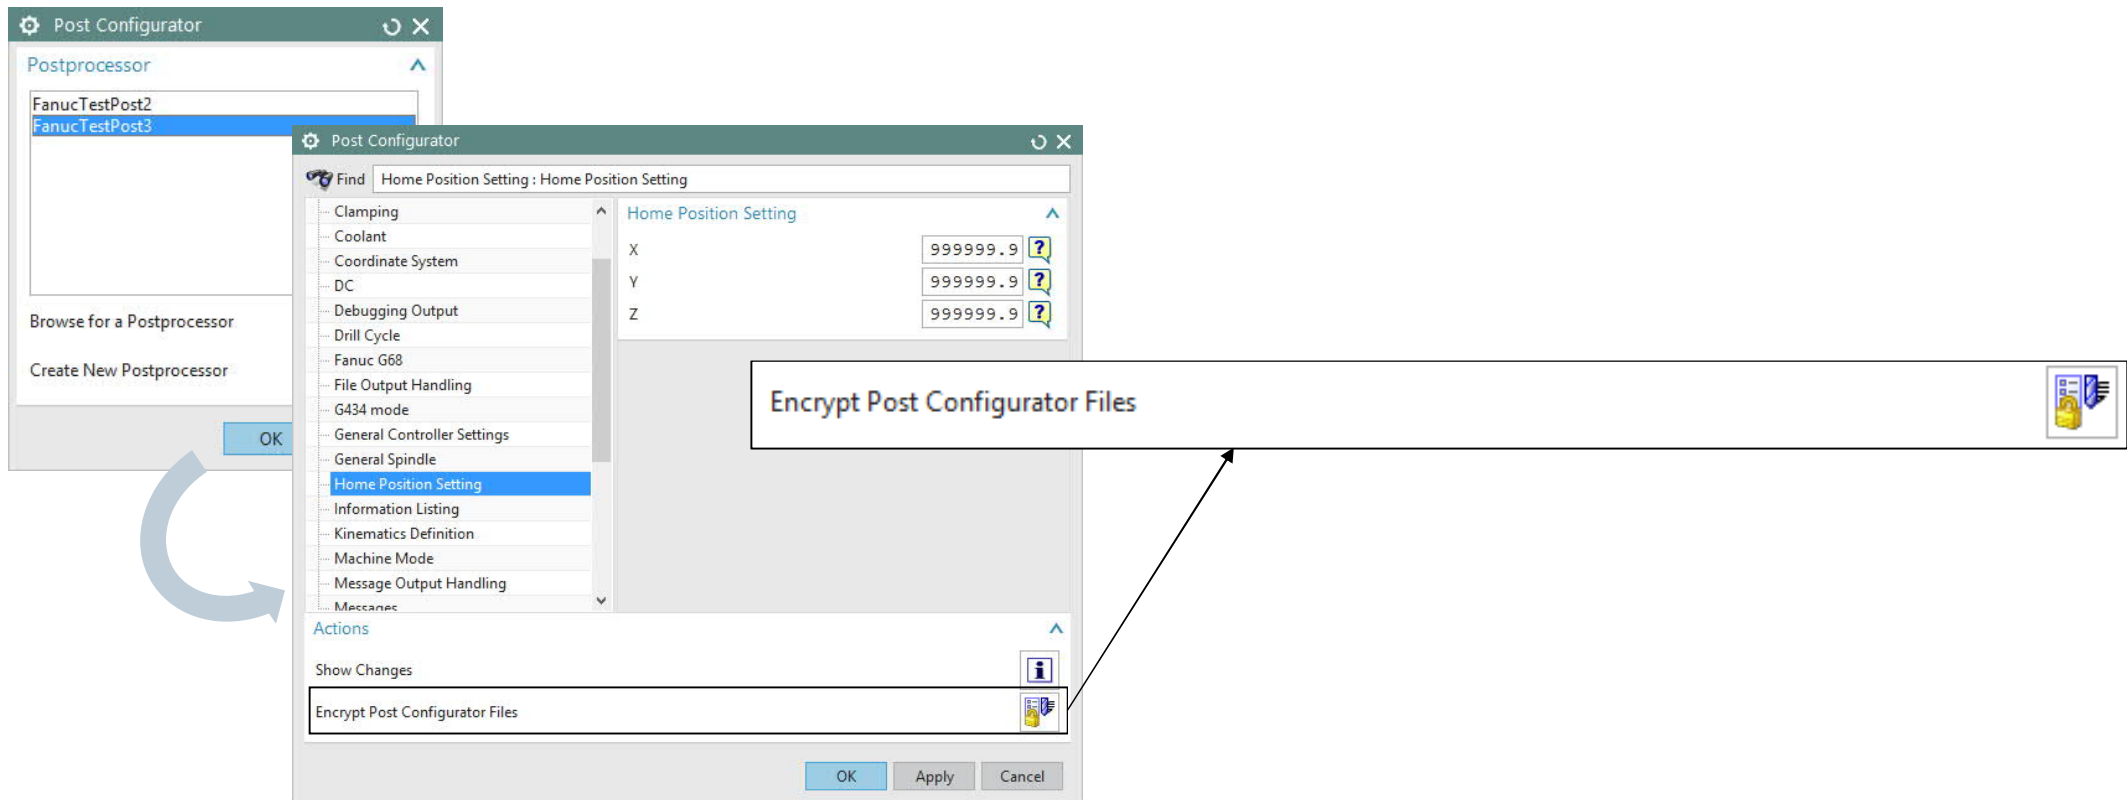 Post Configurator
Postprocessor
FanucTestPost2
FanucTestPost3
Browse for a Postprocessor
Create New Postprocessor
OK
Post Configurator
Find Home Position Setting : Home Position Setting
Clamping
Coolant
Coordinate System
DC
Debugging Output
Drill Cycle
Fanuc G68
File Output Handling
G434 mode
General Controller Settings
General Spindle
Home Position Setting
Information Listing
Kinematics Definition
Machine Mode
Message Output Handling
Messages
Home Position Setting
X 999999.9
Y 999999.9
Z 999999.9
Actions
Show Changes
Encrypt Post Configurator Files
OK Apply Cancel
Encrypt Post Configurator Files